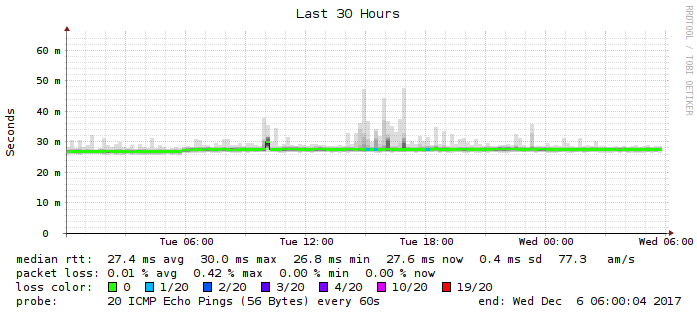 Last 30 Hours
RRDTOOL / TOBI OETIKER
Seconds
60 m
50 m
40 m
30 m
20 m
10 m
0
Tue 06:00 Tue 12:00 Tue 18:00 Wed 00:00 Wed 06:00
median rtt: 27.4 ms avg 30.0 ms max 26.8 ms min 27.6 ms now 0.4 ms sd 77.3 am/s
packet loss: 0.01 % avg 0.42 % max 0.00 % min 0.00 % now
loss color: 0 1/20 2/20 3/20 4/20 10/20 19/20
probe: 20 ICMP Echo Pings (56 Bytes) every 60s end: Wed Dec 6 06:00:04 2017